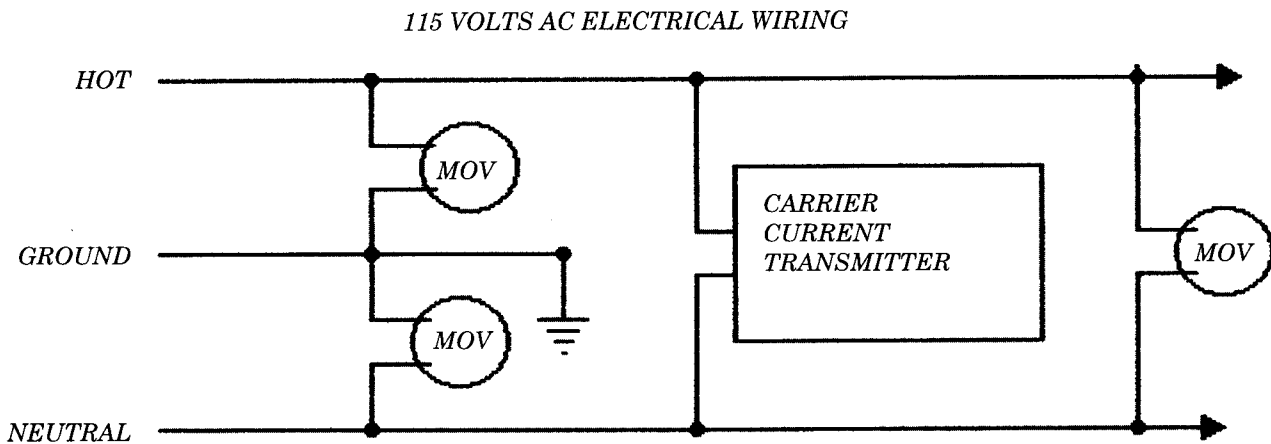 115 VOLTS AC ELECTRICAL WIRING
HOT
MOV
CARRIER
CURRENT
TRANSMITTER
GROUND
MOV
MOV
NEUTRAL